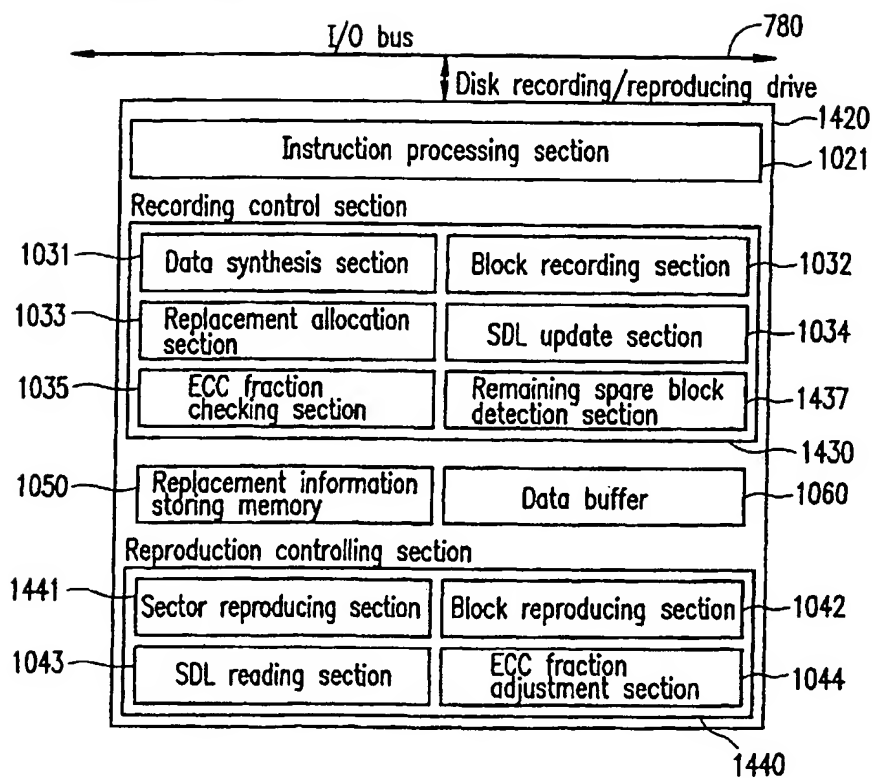 I/O bus
780
Disk recording/reproducing drive
1420
Instruction processing section
1021
Recording control section
1031
Data synthesis section
Block recording section
1032
1033
Replacement allocation
section
SDL update section
1034
1035
ECC fraction
checking section
Remaining spare block
detection section
1437
1430
1050
Replacement information
storing memory
Data buffer
1060
Reproduction controlling section
1441
Sector reproducing section
Block reproducing section
1042
1043
SDL reading section
ECC fraction
adjustment section
1044
1440